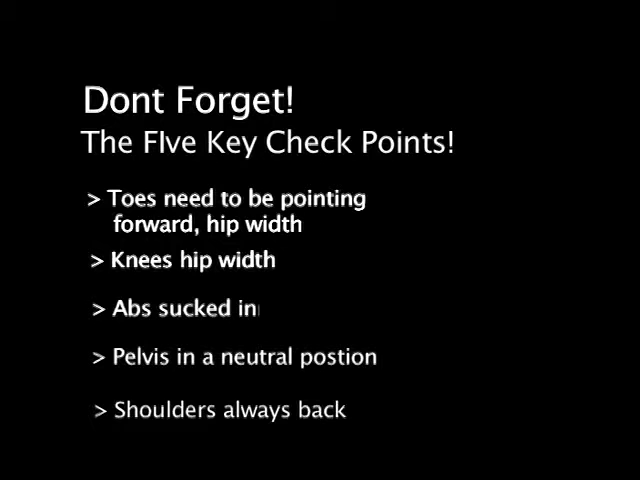 Dont Forget!
The FIve Key Check Points!
> Toes need to be pointing
forward, hip width
> Knees hip width
> Abs sucked in
> Pelvis in a neutral postion
> Shoulders always back